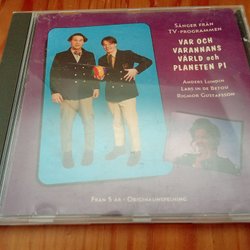 Sånger från
TV-programmen
VAR OCH
VARANNANS
VÄRLD och
PLANETEN PI
Anders Lundin
Lars in de Betou
Rigmor Gustafsson
Från 5 år · Originalinspelning